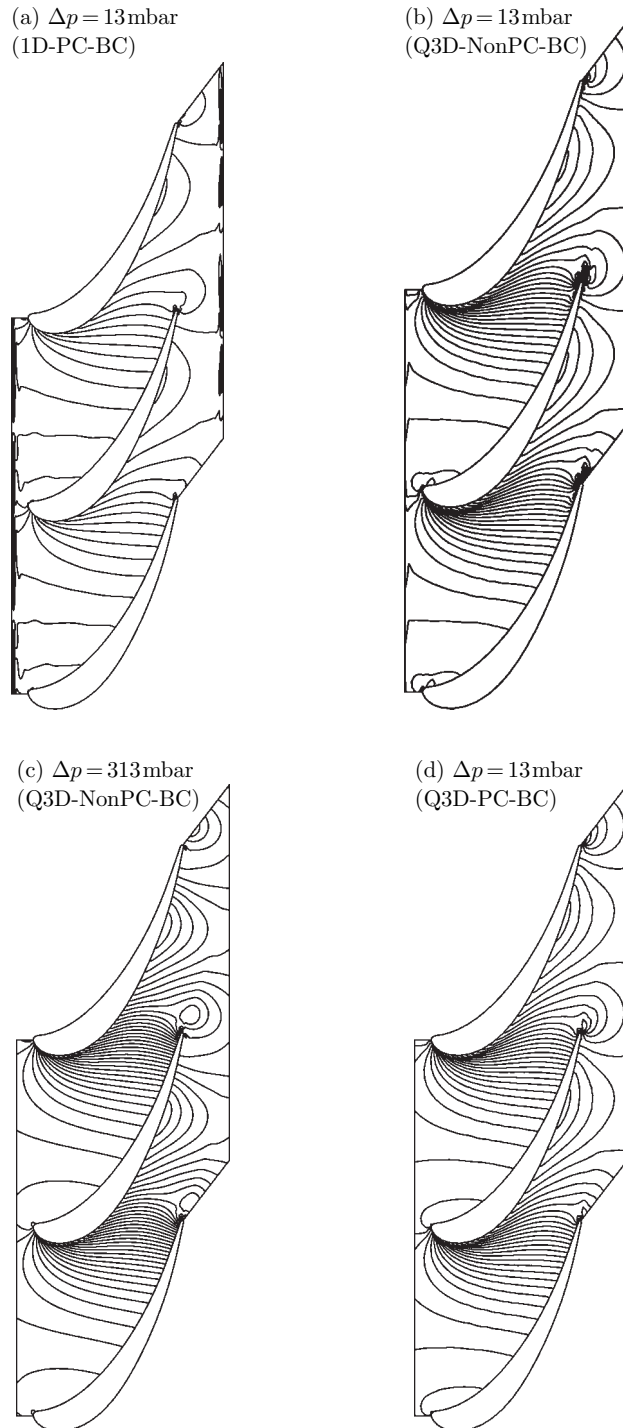 (a) Δp = 13 mbar
(1D-PC-BC)
(b) Δp = 13 mbar
(Q3D-NonPC-BC)
(c) Δp = 313 mbar
(Q3D-NonPC-BC)
(d) Δp = 13 mbar
(Q3D-PC-BC)